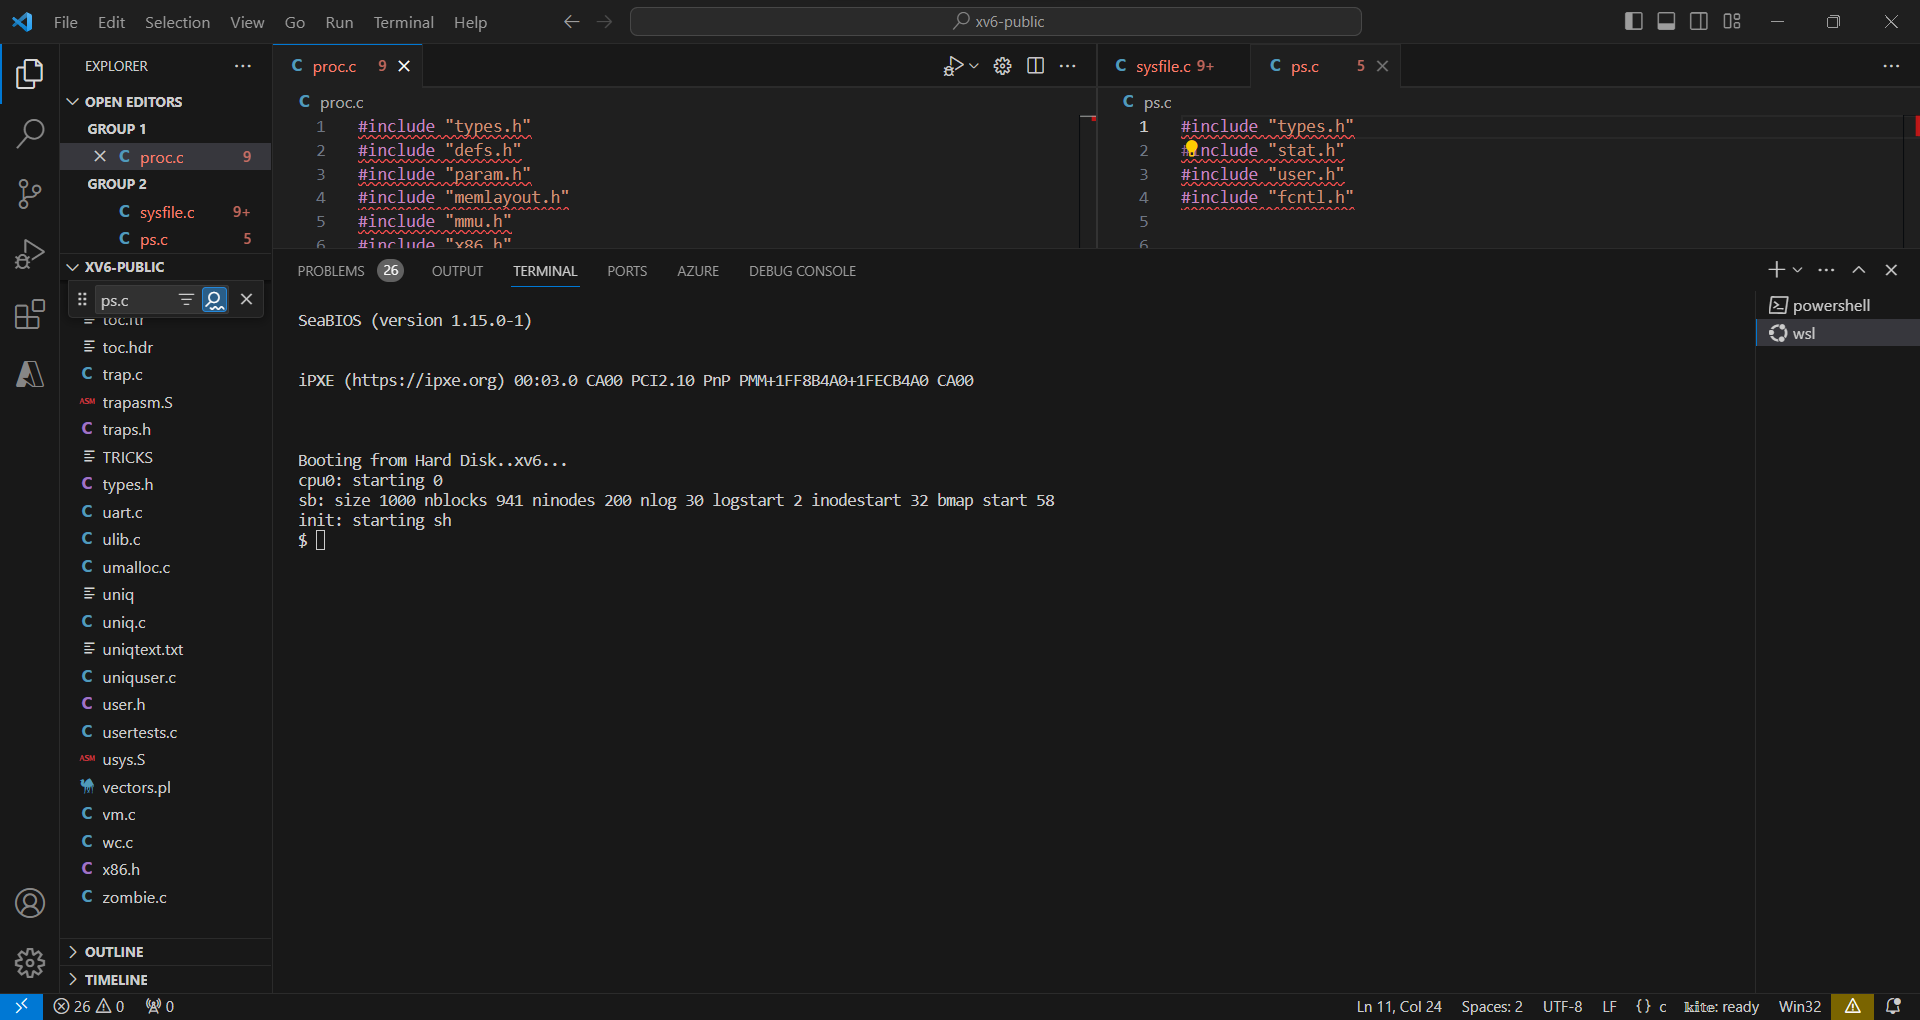 File Edit Selection View Go Run Terminal Help
xv6-public
EXPLORER
OPEN EDITORS
GROUP 1
C proc.c 9
GROUP 2
C sysfile.c 9+
C ps.c 5
XV6-PUBLIC
ps.c
toc.ftr
toc.hdr
C trap.c
ASM trapasm.S
C traps.h
TRICKS
C types.h
C uart.c
C ulib.c
C umalloc.c
uniq
C uniq.c
uniqtext.txt
C uniquser.c
C user.h
C usertests.c
ASM usys.S
vectors.pl
C vm.c
C wc.c
C x86.h
C zombie.c
OUTLINE
TIMELINE
C proc.c 9
C proc.c
1 #include "types.h"
2 #include "defs.h"
3 #include "param.h"
4 #include "memlayout.h"
5 #include "mmu.h"
6 #include "x86.h"
C sysfile.c 9+
C ps.c 5
C ps.c
1 #include "types.h"
2 #include "stat.h"
3 #include "user.h"
4 #include "fcntl.h"
5
6
PROBLEMS 26 OUTPUT TERMINAL PORTS AZURE DEBUG CONSOLE
SeaBIOS (version 1.15.0-1)
iPXE (https://ipxe.org) 00:03.0 CA00 PCI2.10 PnP PMM+1FF8B4A0+1FECB4A0 CA00
Booting from Hard Disk..xv6...
cpu0: starting 0
sb: size 1000 nblocks 941 ninodes 200 nlog 30 logstart 2 inodestart 32 bmap start 58
init: starting sh
$
powershell
wsl
26 0 0
Ln 11, Col 24 Spaces: 2 UTF-8 LF {} c kite: ready Win32